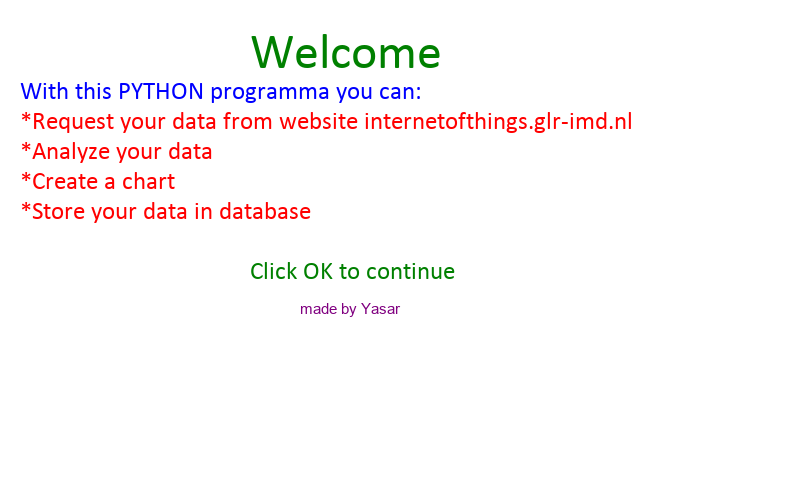 Welcome
With this PYTHON programma you can:
*Request your data from website internetofthings.glr-imd.nl
*Analyze your data
*Create a chart
*Store your data in database
Click OK to continue
made by Yasar